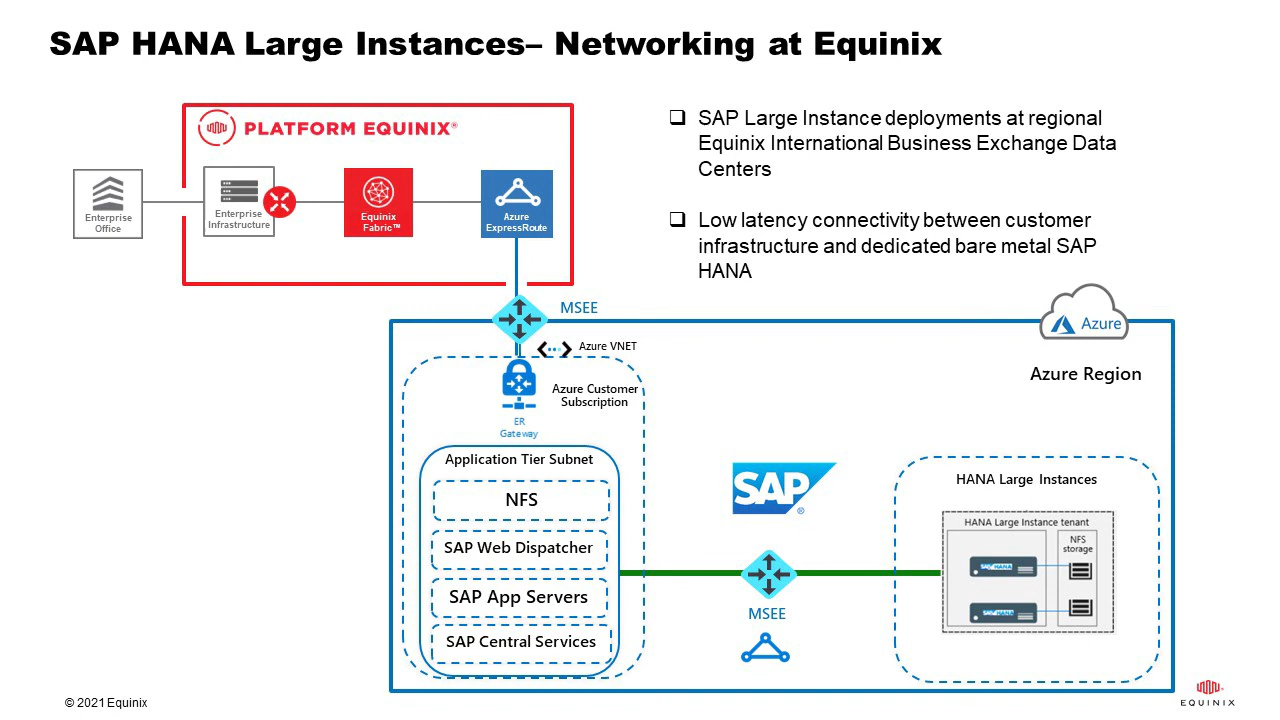 SAP HANA Large Instances– Networking at Equinix
PLATFORM EQUINIX®
Enterprise
Office
Enterprise
Infrastructure
Equinix
Fabric™
Azure
ExpressRoute
SAP Large Instance deployments at regional
Equinix International Business Exchange Data
Centers
Low latency connectivity between customer
infrastructure and dedicated bare metal SAP
HANA
MSEE
Azure
Azure VNET
Azure Region
Azure Customer
Subscription
ER
Gateway
Application Tier Subnet
NFS
SAP Web Dispatcher
SAP App Servers
SAP Central Services
SAP®
MSEE
HANA Large Instances
HANA Large Instance tenant
NFS
storage
SAP HANA
SAP HANA
© 2021 Equinix
EQUINIX